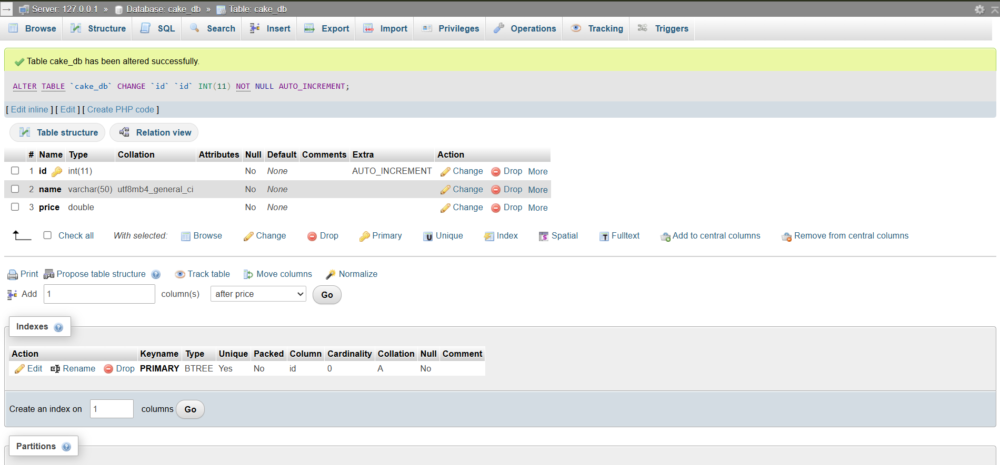 Server: 127.0.0.1 » Database: cake_db » Table: cake_db
Browse Structure SQL Search Insert Export Import Privileges Operations Tracking Triggers
Table cake_db has been altered successfully.
ALTER TABLE `cake_db` CHANGE `id` `id` INT(11) NOT NULL AUTO_INCREMENT;
[ Edit inline ] [ Edit ] [ Create PHP code ]
Table structure Relation view
# Name Type Collation Attributes Null Default Comments Extra Action
1 id int(11) No None AUTO_INCREMENT Change Drop More
2 name varchar(50) utf8mb4_general_ci No None Change Drop More
3 price double No None Change Drop More
Check all With selected: Browse Change Drop Primary Unique Index Spatial Fulltext Add to central columns Remove from central columns
Print Propose table structure Track table Move columns Normalize
Add 1 column(s) after price Go
Indexes
Action Keyname Type Unique Packed Column Cardinality Collation Null Comment
Edit Rename Drop PRIMARY BTREE Yes No id 0 A No
Create an index on 1 columns Go
Partitions